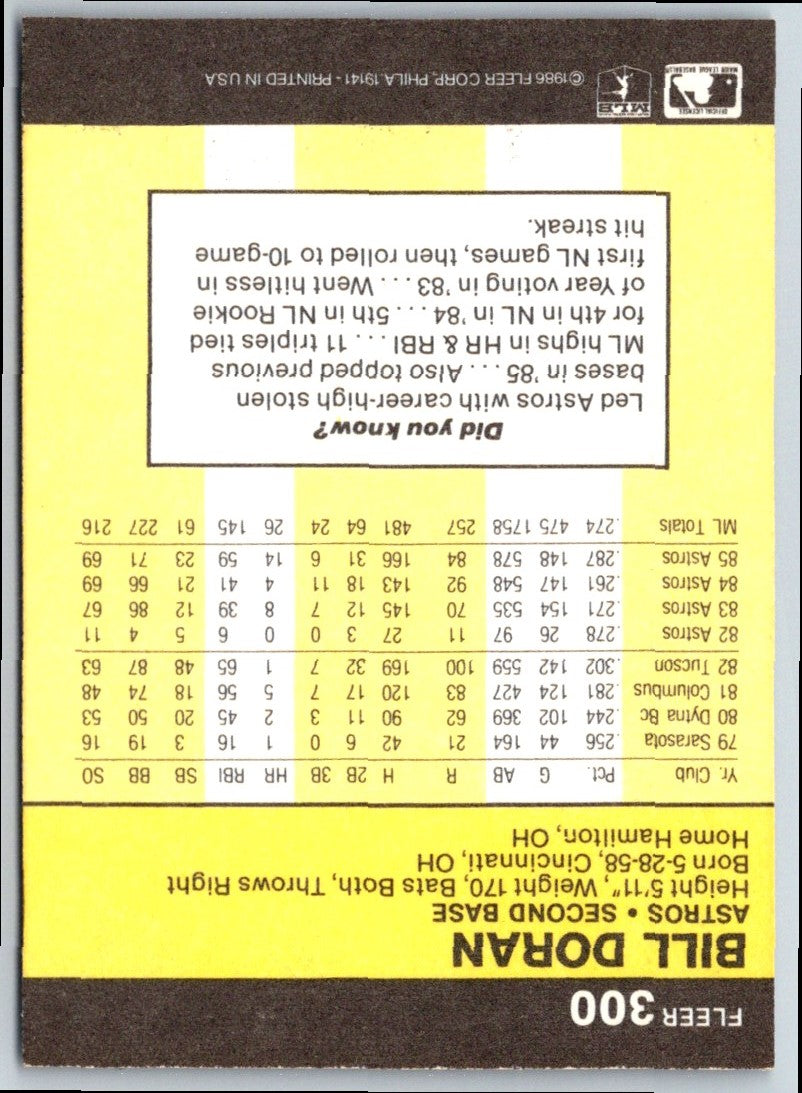 FLEER 300
BILL DORAN
ASTROS • SECOND BASE
Height 5'11", Weight 170, Bats Both, Throws Right
Born 5-28-58, Cincinnati, OH
Home Hamilton, OH
Yr. Club Pct. G AB R H 2B 3B HR RBI SB BB SO
79 Sarasota .256 44 164 21 42 6 0 1 16 3 19 16
80 Dytna Bc .244 102 369 62 90 11 3 2 45 20 50 53
81 Columbus .281 124 427 83 120 17 7 5 56 18 74 48
82 Tucson .302 142 559 100 169 32 7 1 65 48 87 63
82 Astros .278 26 97 11 27 3 0 0 6 5 4 11
83 Astros .271 154 535 70 145 12 7 8 39 12 86 67
84 Astros .261 147 548 92 143 18 11 4 41 21 66 69
85 Astros .287 148 578 84 166 31 6 14 59 23 71 69
ML Totals .274 475 1758 257 481 64 24 26 145 61 227 216
Did you know?
Led Astros with career-high stolen
bases in '85 . . . Also topped previous
ML highs in HR & RBI . . . 11 triples tied
for 4th in NL in '84 . . . 5th in NL Rookie
of Year voting in '83 . . . Went hitless in
first NL games, then rolled to 10-game
hit streak.
OFFICIAL LICENSEE
MAJOR LEAGUE BASEBALL
MLB
©1986 FLEER CORP., PHILA. 19141 - PRINTED IN USA